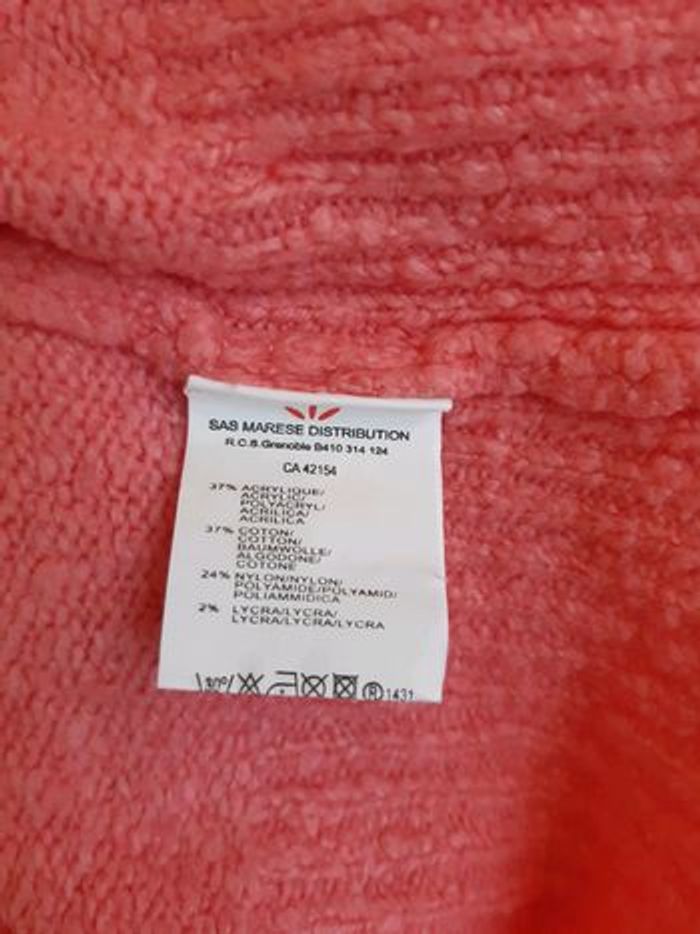 SAS MARESE DISTRIBUTION
R.C.S.Grenoble B410 314 124
CA 42154
37% ACRYLIQUE/
ACRYLIC/
POLYACRYL/
ACRILICA/
ACRILICA
37% COTON/
COTTON/
BAUMWOLLE/
ALGODONE/
COTONE
24% NYLON/NYLON/
POLYAMIDE/POLYAMID/
POLIAMMIDICA
2% LYCRA/LYCRA/
LYCRA/LYCRA/LYCRA
30° ® 1431